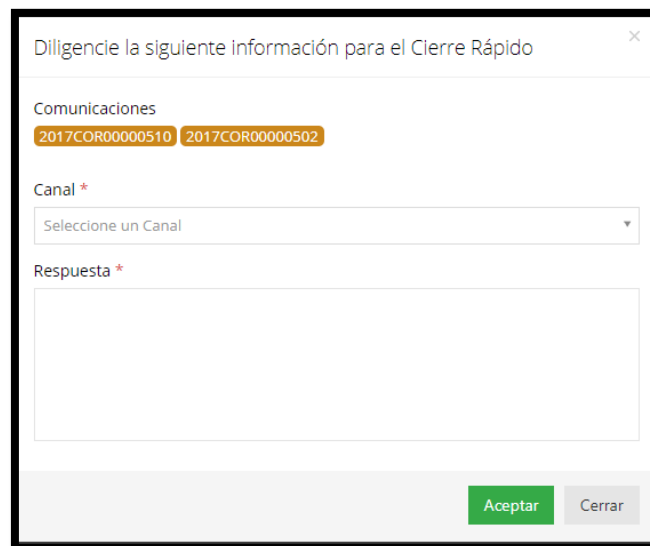 Diligencie la siguiente información para el Cierre Rápido
Comunicaciones
2017COR00000510 2017COR00000502
Canal *
Seleccione un Canal
Respuesta *
Aceptar Cerrar